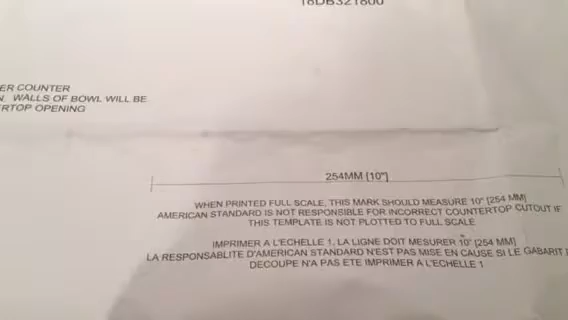 18DB321800
ER COUNTER
N. WALLS OF BOWL WILL BE
RTOP OPENING
254MM [10"]
WHEN PRINTED FULL SCALE, THIS MARK SHOULD MEASURE 10" [254 MM]
AMERICAN STANDARD IS NOT RESPONSIBLE FOR INCORRECT COUNTERTOP CUTOUT IF
THIS TEMPLATE IS NOT PLOTTED TO FULL SCALE
IMPRIMER A L'ECHELLE 1, LA LIGNE DOIT MESURER 10" [254 MM]
LA RESPONSABLITE D'AMERICAN STANDARD N'EST PAS MISE EN CAUSE SI LE GABARIT
DECOUPE N'A PAS ETE IMPRIMER A L'ECHELLE 1